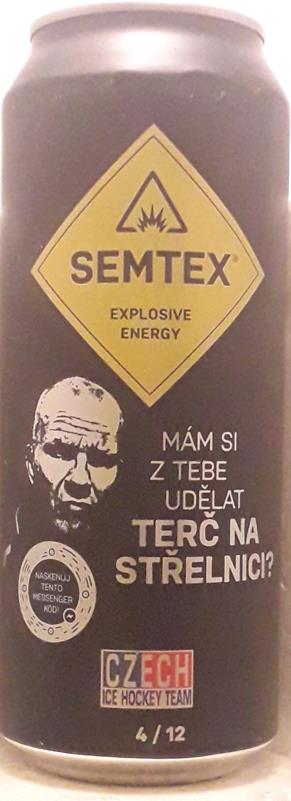 SEMTEX®
EXPLOSIVE
ENERGY
MÁM SI
Z TEBE
UDĚLAT
TERČ NA
STŘELNICI?
NASKENUJ
TENTO
MESSENGER
KÓD!
CZECH
ICE HOCKEY TEAM
4 / 12